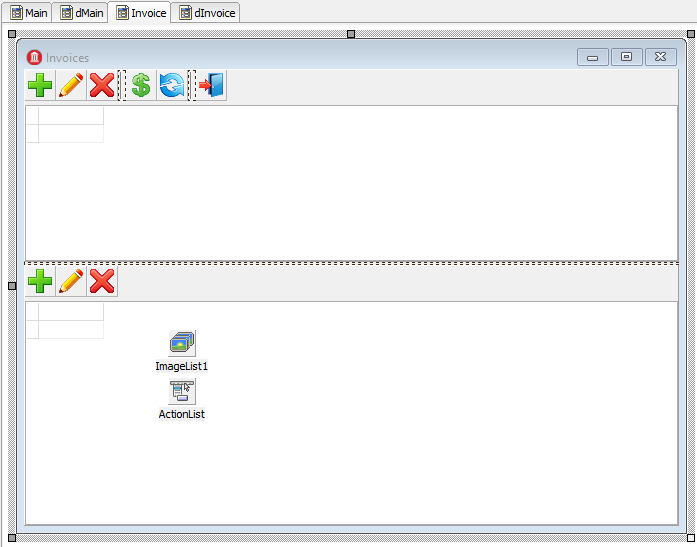 Main dMain Invoice dInvoice
Invoices
$
ImageList1
ActionList